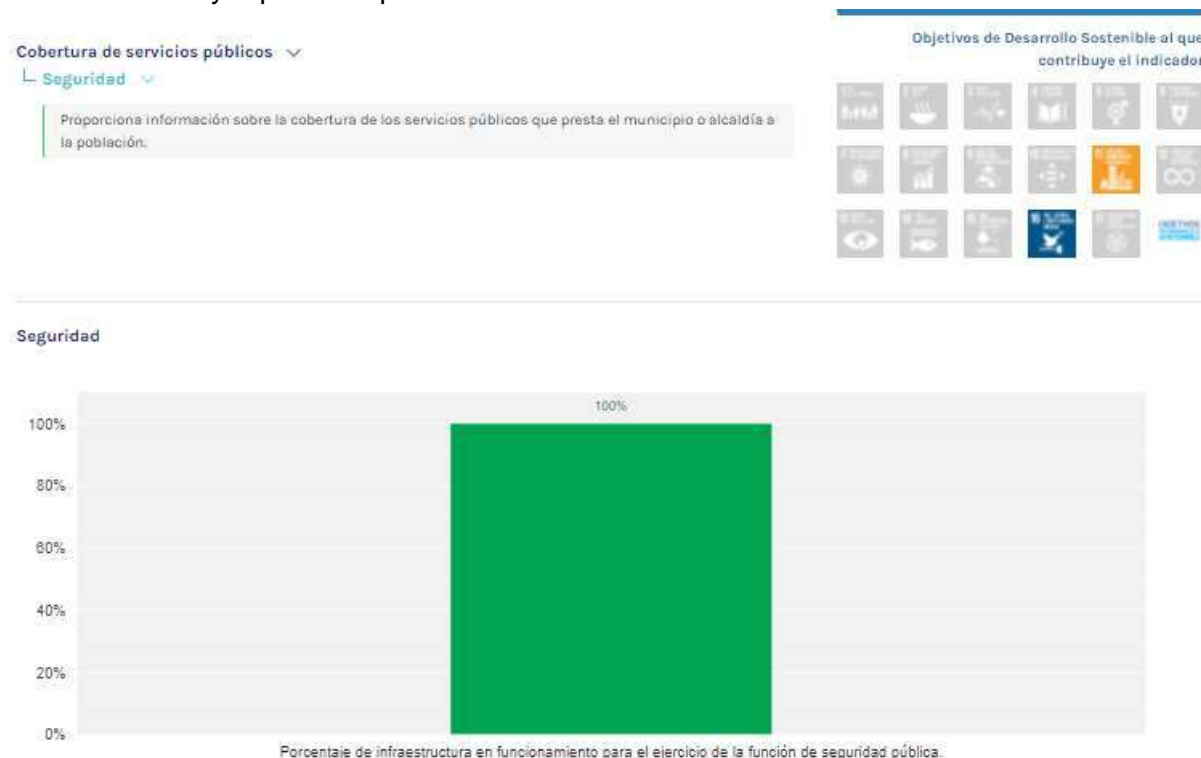 Cobertura de servicios públicos
Seguridad
Proporciona información sobre la cobertura de los servicios públicos que presta el municipio o alcaldía a
la población.
Objetivos de Desarrollo Sostenible al que
contribuye el indicador
Seguridad
100%
100%
80%
60%
40%
20%
0%
Porcentaje de infraestructura en funcionamiento para el ejercicio de la función de seguridad pública.